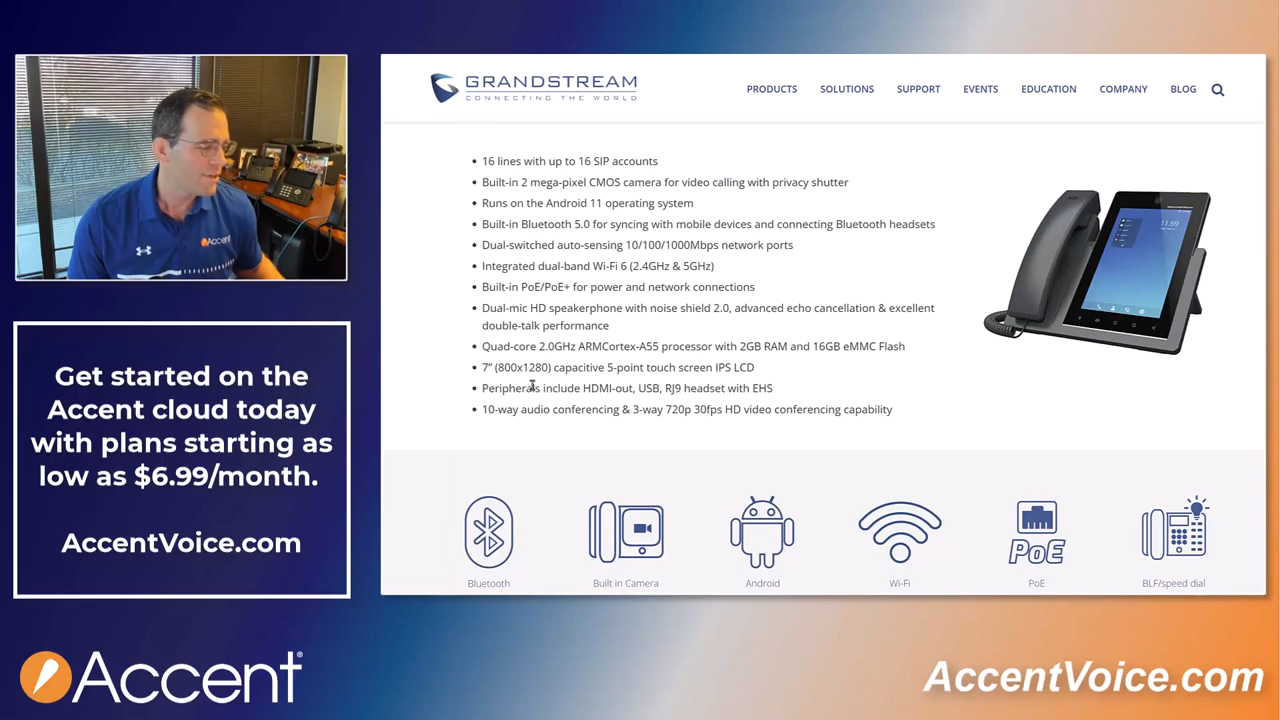 Accent
Get started on the
Accent cloud today
with plans starting as
low as $6.99/month.
AccentVoice.com
Accent®
GRANDSTREAM
CONNECTING THE WORLD
PRODUCTS SOLUTIONS SUPPORT EVENTS EDUCATION COMPANY BLOG
• 16 lines with up to 16 SIP accounts
• Built-in 2 mega-pixel CMOS camera for video calling with privacy shutter
• Runs on the Android 11 operating system
• Built-in Bluetooth 5.0 for syncing with mobile devices and connecting Bluetooth headsets
• Dual-switched auto-sensing 10/100/1000Mbps network ports
• Integrated dual-band Wi-Fi 6 (2.4GHz & 5GHz)
• Built-in PoE/PoE+ for power and network connections
• Dual-mic HD speakerphone with noise shield 2.0, advanced echo cancellation & excellent
double-talk performance
• Quad-core 2.0GHz ARMCortex-A55 processor with 2GB RAM and 16GB eMMC Flash
• 7” (800x1280) capacitive 5-point touch screen IPS LCD
• Peripherals include HDMI-out, USB, RJ9 headset with EHS
• 10-way audio conferencing & 3-way 720p 30fps HD video conferencing capability
11:59
PoE
Bluetooth Built in Camera Android Wi-Fi PoE BLF/speed dial
AccentVoice.com